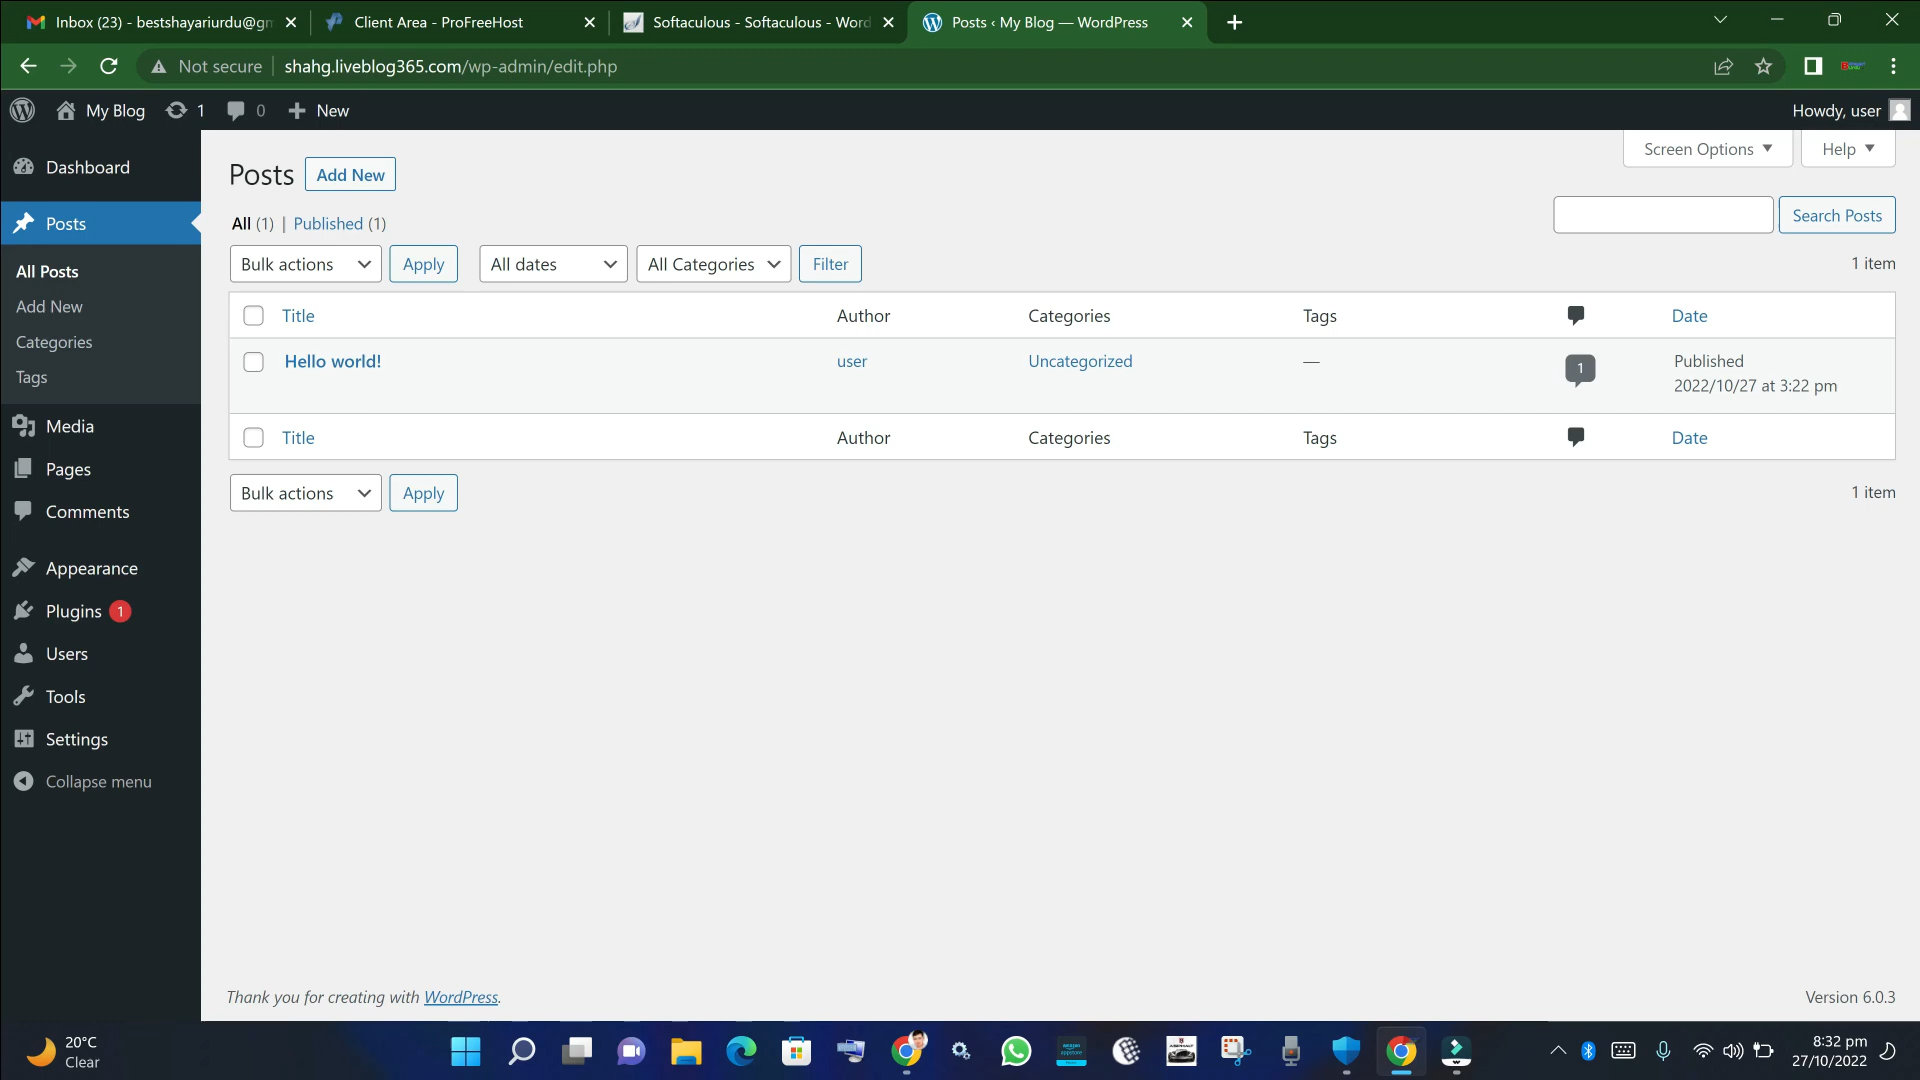 Inbox (23) - bestshayariurdu@gm
Client Area - ProFreeHost
Softaculous - Softaculous - Word
Posts ‹ My Blog — WordPress
Not secure
shahg.liveblog365.com/wp-admin/edit.php
My Blog
1
0
New
Howdy, user
Dashboard
Posts
All Posts
Add New
Categories
Tags
Media
Pages
Comments
Appearance
Plugins 1
Users
Tools
Settings
Collapse menu
Screen Options
Help
Posts
Add New
All (1) | Published (1)
Search Posts
Bulk actions
Apply
All dates
All Categories
Filter
1 item
Title
Author
Categories
Tags
Date
Hello world!
user
Uncategorized
—
1
Published
2022/10/27 at 3:22 pm
Title
Author
Categories
Tags
Date
Bulk actions
Apply
1 item
Thank you for creating with WordPress.
Version 6.0.3
20°C
Clear
8:32 pm
27/10/2022